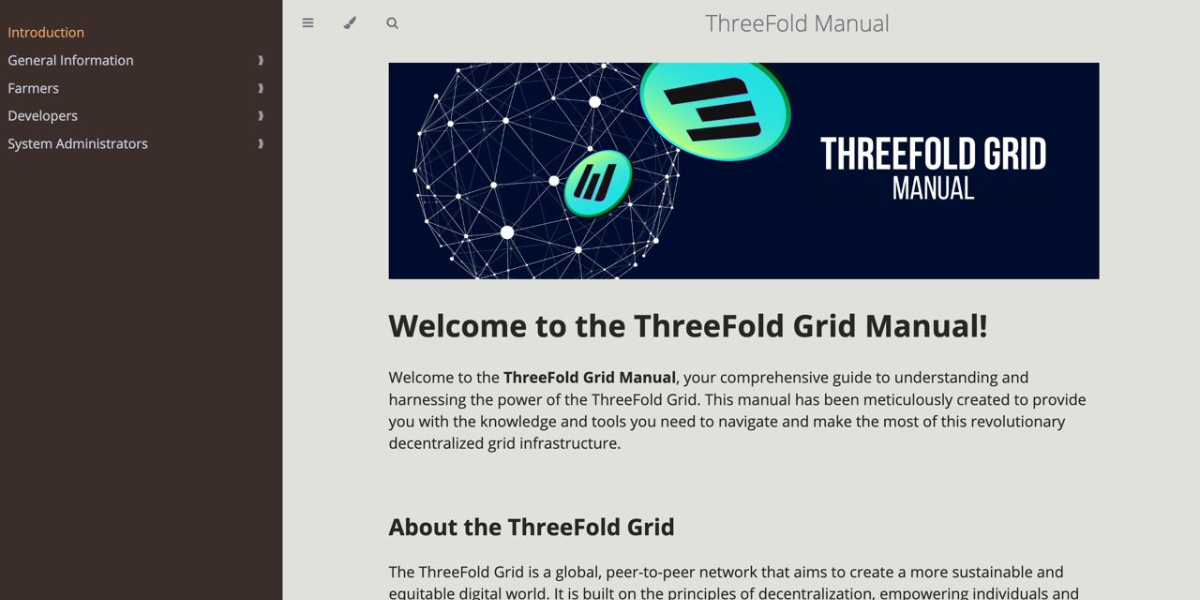 Introduction
General Information
Farmers
Developers
System Administrators
ThreeFold Manual
THREEFOLD GRID
MANUAL
Welcome to the ThreeFold Grid Manual!
Welcome to the ThreeFold Grid Manual, your comprehensive guide to understanding and
harnessing the power of the ThreeFold Grid. This manual has been meticulously created to provide
you with the knowledge and tools you need to navigate and make the most of this revolutionary
decentralized grid infrastructure.
About the ThreeFold Grid
The ThreeFold Grid is a global, peer-to-peer network that aims to create a more sustainable and
equitable digital world. It is built on the principles of decentralization, empowering individuals and